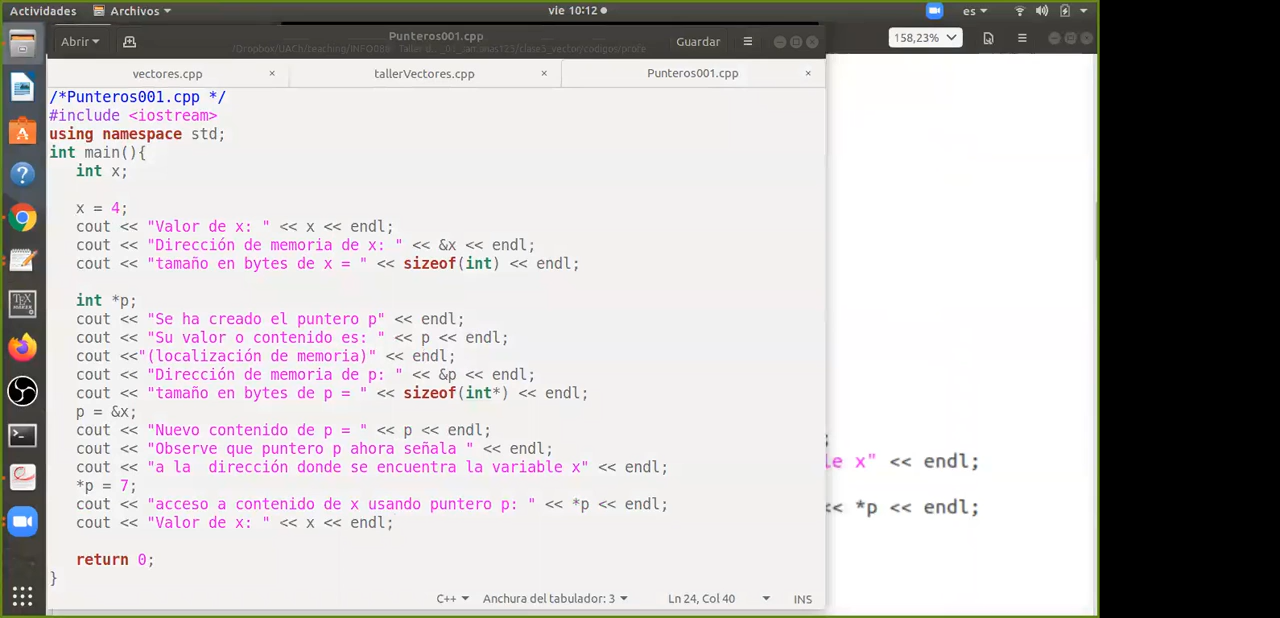 Actividades Archivos vie 10:12 es
Abrir Punteros001.cpp Guardar 158,23%
vectores.cpp × tallerVectores.cpp × Punteros001.cpp ×
/*Punteros001.cpp */
#include <iostream>
using namespace std;
int main(){
int x;
x = 4;
cout << "Valor de x: " << x << endl;
cout << "Dirección de memoria de x: " << &x << endl;
cout << "tamaño en bytes de x = " << sizeof(int) << endl;
int *p;
cout << "Se ha creado el puntero p" << endl;
cout << "Su valor o contenido es: " << p << endl;
cout <<"(localización de memoria)" << endl;
cout << "Dirección de memoria de p: " << &p << endl;
cout << "tamaño en bytes de p = " << sizeof(int*) << endl;
p = &x;
cout << "Nuevo contenido de p = " << p << endl;
cout << "Observe que puntero p ahora señala " << endl;
cout << "a la  dirección donde se encuentra la variable x" << endl;
*p = 7;
cout << "acceso a contenido de x usando puntero p: " << *p << endl;
cout << "Valor de x: " << x << endl;
return 0;
}
;
le x" << endl;
<< *p << endl;
C++ Anchura del tabulador: 3 Ln 24, Col 40 INS